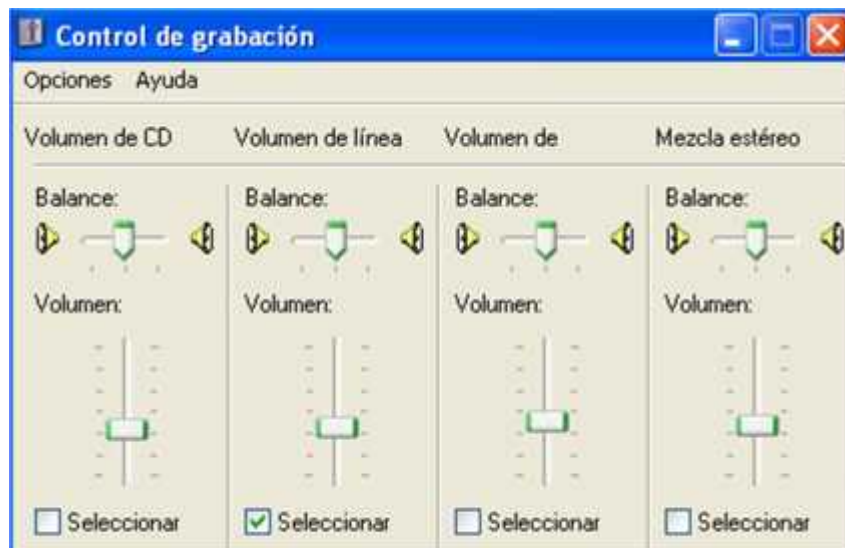 Control de grabación
Opciones Ayuda
Volumen de CD Volumen de línea Volumen de Mezcla estéreo
Balance: Balance: Balance: Balance:
Volumen: Volumen: Volumen: Volumen:
Seleccionar Seleccionar Seleccionar Seleccionar